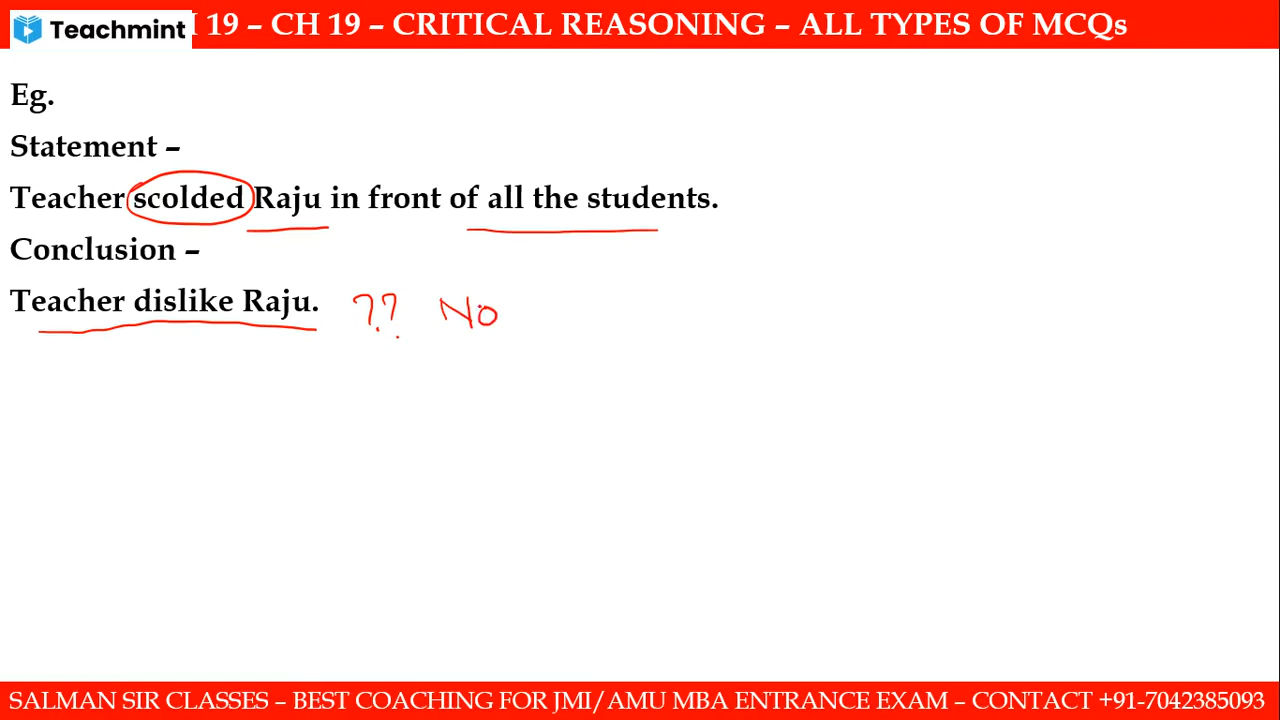 Teachmint 19 – CH 19 – CRITICAL REASONING – ALL TYPES OF MCQs
Eg.
Statement –
Teacher scolded Raju in front of all the students.
Conclusion –
Teacher dislike Raju. ?? No
SALMAN SIR CLASSES – BEST COACHING FOR JMI/AMU MBA ENTRANCE EXAM – CONTACT +91-7042385093